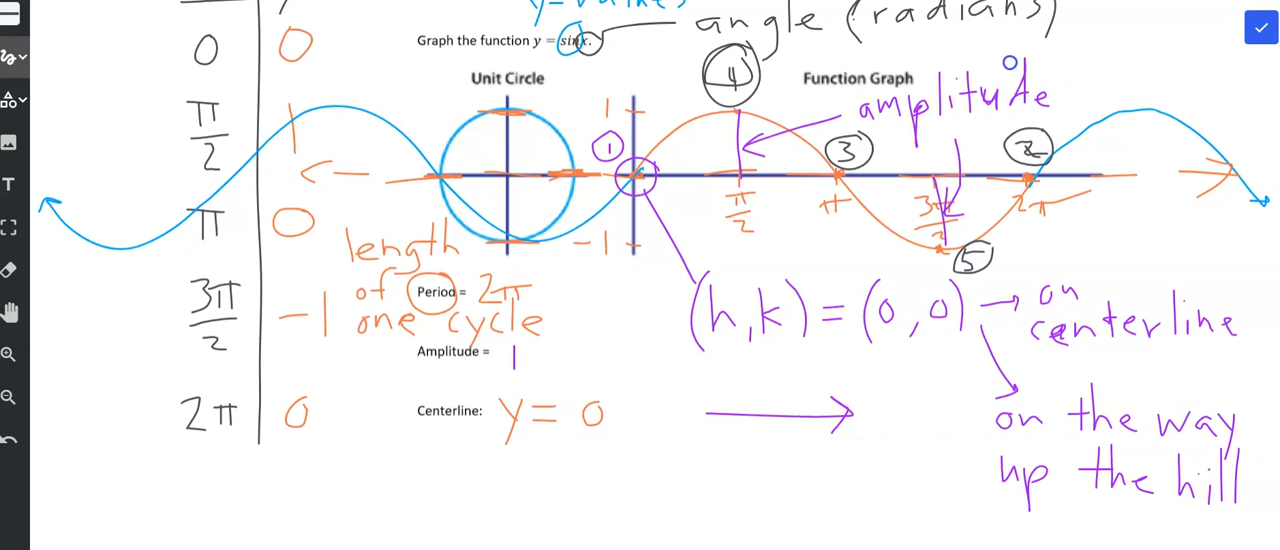 y-values
angle (radians)
Graph the function y = sinx.
0 0
Unit Circle
Function Graph
4
1
amplitude
π/2 1
1
3
2
π/2
π
3π/2
2π
π 0
-1
5
length
of Period = 2π
one cycle
3π/2 -1
(h,k) = (0,0) → on
centerline
Amplitude = 1
2π 0
Centerline: y = 0
on the way
up the hill
T